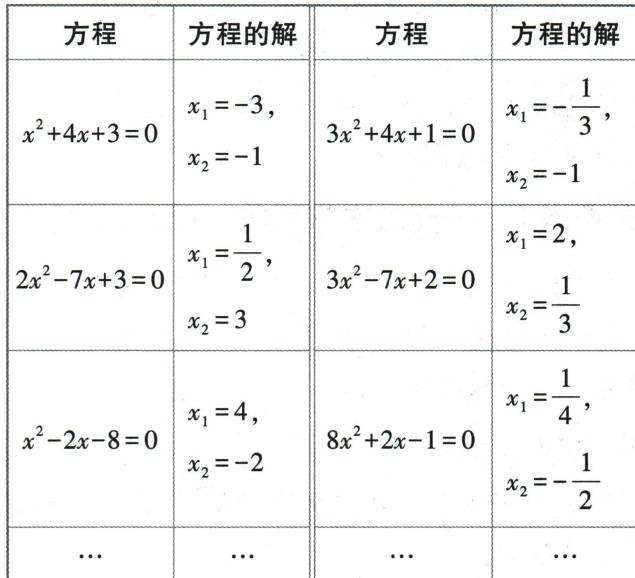 方程 方程的解 方程 方程的解
x²+4x+3=0 x₁=-3, x₂=-1 3x²+4x+1=0 x₁=-1/3, x₂=-1
2x²-7x+3=0 x₁=1/2, x₂=3 3x²-7x+2=0 x₁=2, x₂=1/3
x²-2x-8=0 x₁=4, x₂=-2 8x²+2x-1=0 x₁=1/4, x₂=-1/2
… … … …